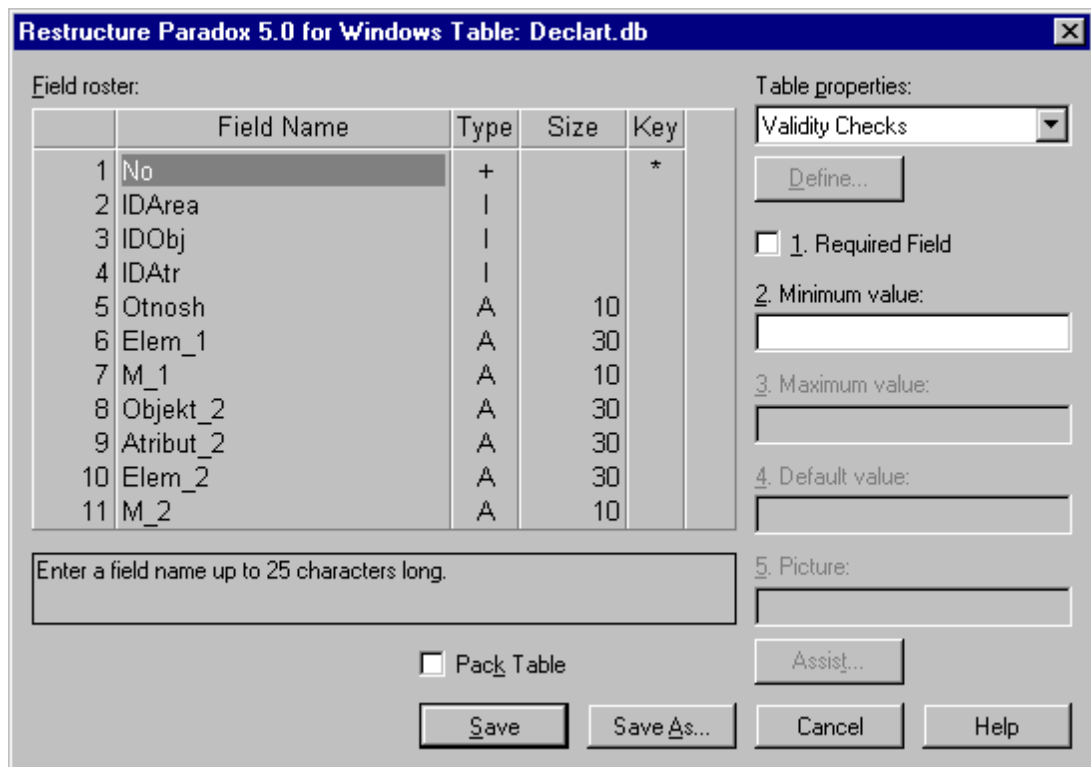 Restructure Paradox 5.0 for Windows Table: Declart.db
Field roster:
Field Name Type Size Key
1 No + *
2 IDArea I
3 IDObj I
4 IDAtr I
5 Otnosh A 10
6 Elem_1 A 30
7 M_1 A 10
8 Objekt_2 A 30
9 Atribut_2 A 30
10 Elem_2 A 30
11 M_2 A 10
Enter a field name up to 25 characters long.
Pack Table
Table properties:
Validity Checks
Define...
1. Required Field
2. Minimum value:
3. Maximum value:
4. Default value:
5. Picture:
Assist...
Save Save As... Cancel Help